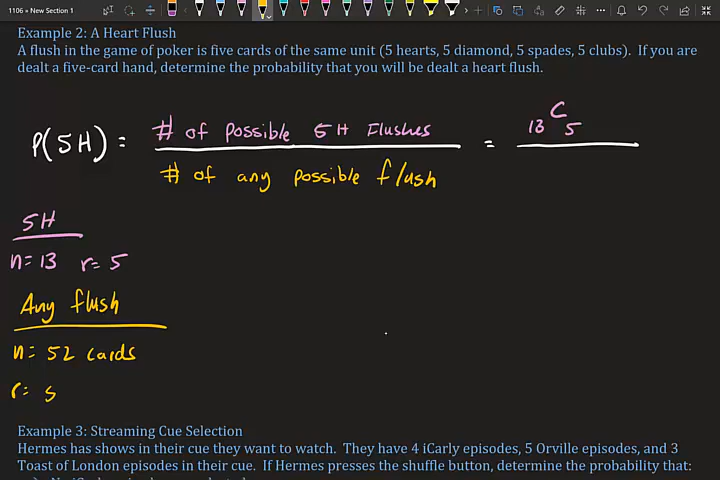 1106 » New Section 1
Example 2: A Heart Flush
A flush in the game of poker is five cards of the same unit (5 hearts, 5 diamond, 5 spades, 5 clubs). If you are
dealt a five-card hand, determine the probability that you will be dealt a heart flush.
P(5H) = # of possible 5H Flushes = 13 C 5
# of any possible flush
5H
n=13 r=5
Any flush
n= 52 cards
r= 5
Example 3: Streaming Cue Selection
Hermes has shows in their cue they want to watch. They have 4 iCarly episodes, 5 Orville episodes, and 3
Toast of London episodes in their cue. If Hermes presses the shuffle button, determine the probability that: